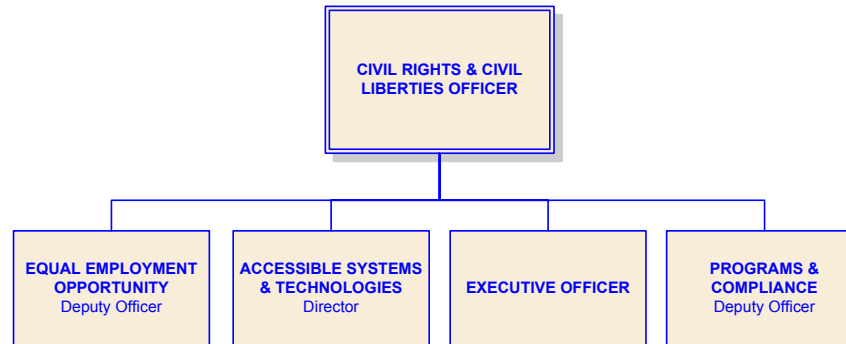 CIVIL RIGHTS & CIVIL
LIBERTIES OFFICER
EQUAL EMPLOYMENT
OPPORTUNITY
Deputy Officer
ACCESSIBLE SYSTEMS
& TECHNOLOGIES
Director
EXECUTIVE OFFICER
PROGRAMS &
COMPLIANCE
Deputy Officer